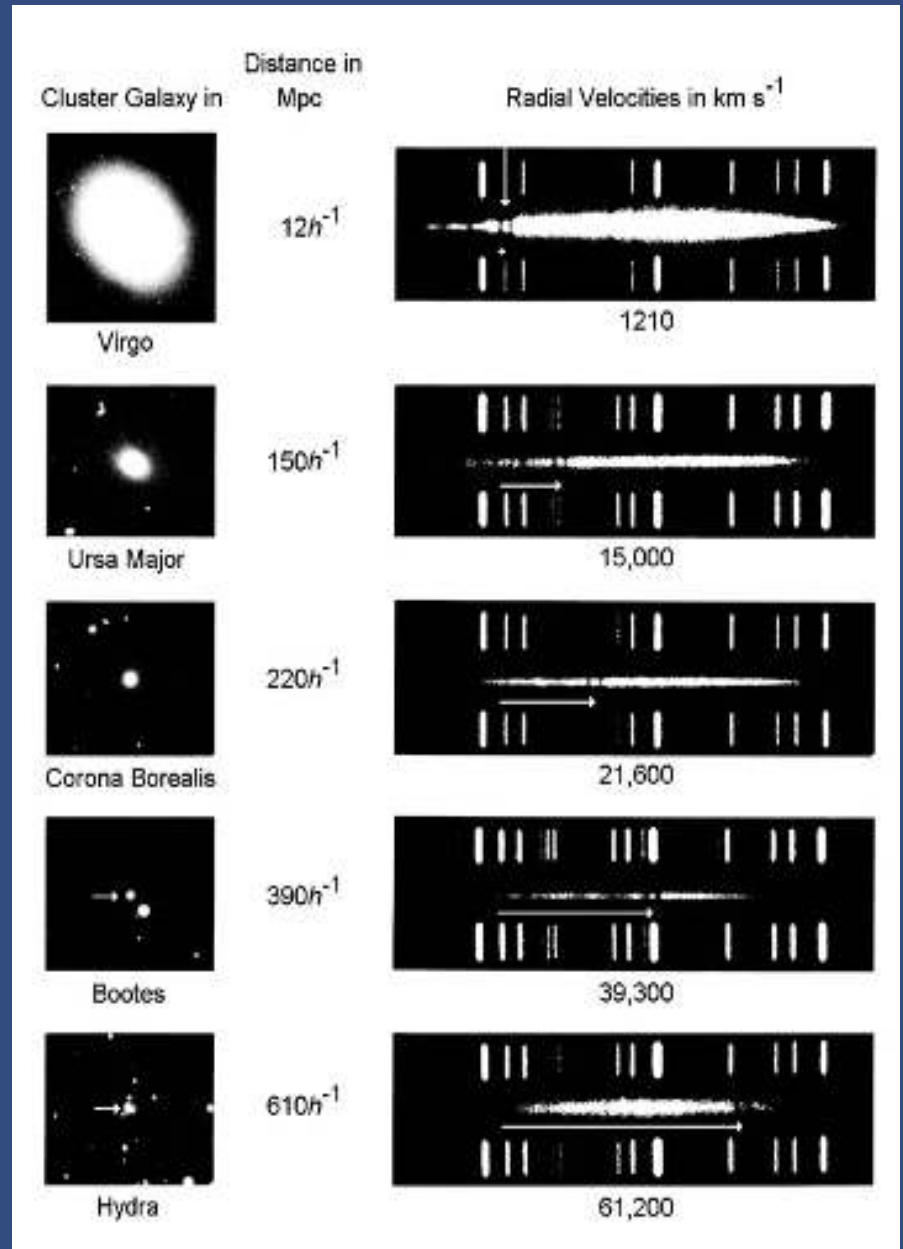 Cluster Galaxy in
Distance in
Mpc
Radial Velocities in km s⁻¹
12h⁻¹
1210
Virgo
150h⁻¹
15,000
Ursa Major
220h⁻¹
21,600
Corona Borealis
390h⁻¹
39,300
Bootes
610h⁻¹
61,200
Hydra